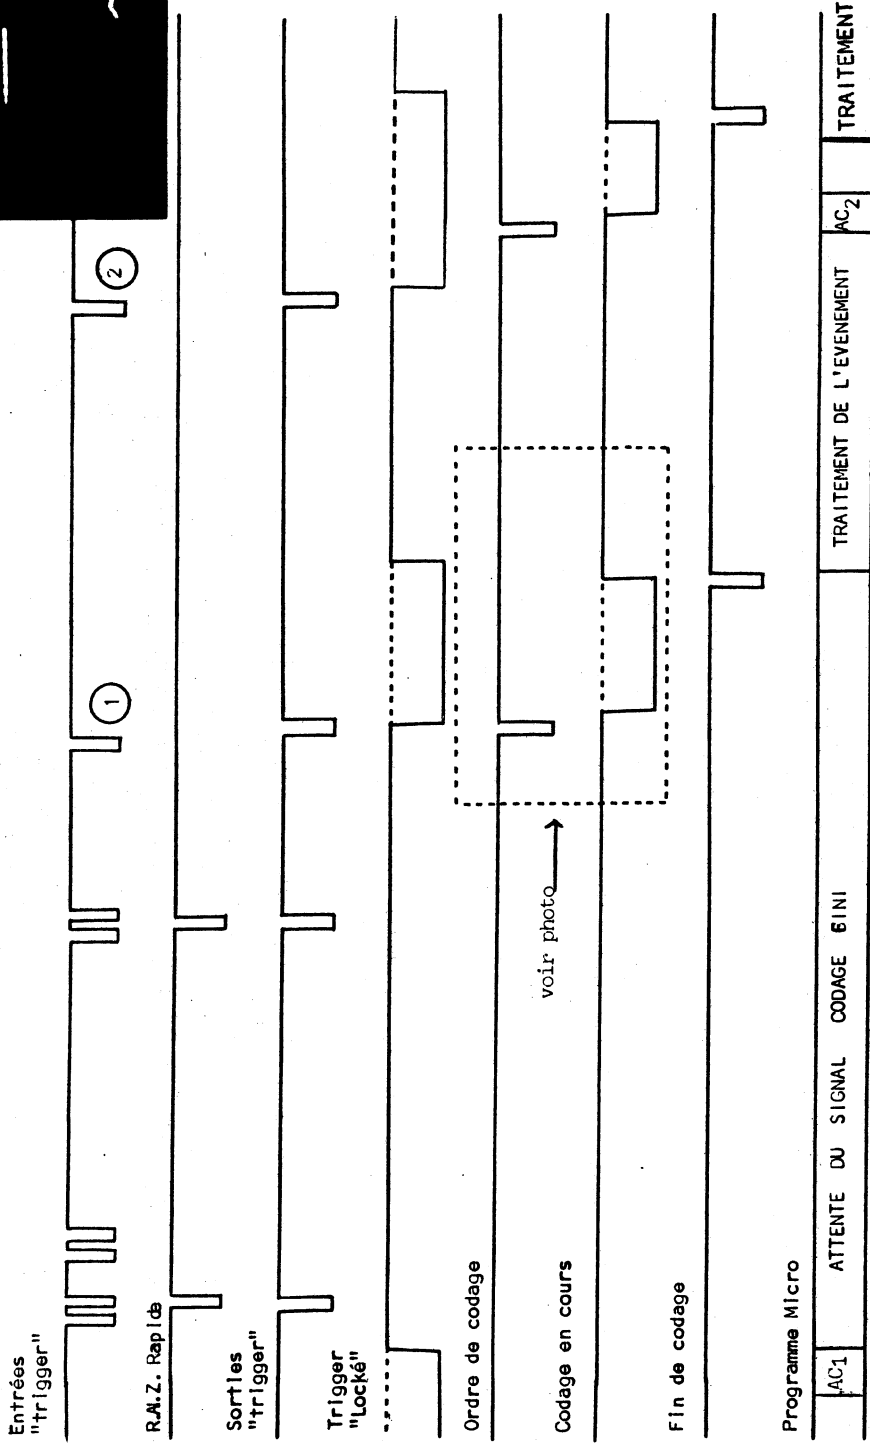 Entrées
"trigger"
R.A.Z. Rapide
Sorties
"trigger"
Trigger
"Locké"
Ordre de codage
Codage en cours
Fin de codage
Programme Micro
1
2
voir photo
AC1
ATTENTE DU SIGNAL CODAGE BINI
TRAITEMENT DE L'EVENEMENT
AC2
TRAITEMENT